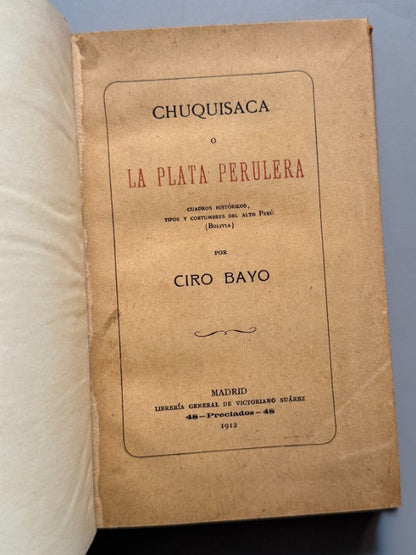 CHUQUISACA
O
LA PLATA PERULERA
CUADROS HISTÓRICOS,
TIPOS Y COSTUMBRES DEL ALTO PERÚ
(BOLIVIA)
POR
CIRO BAYO
MADRID
LIBRERÍA GENERAL DE VICTORIANO SUÁREZ
48—Preciados—48
1912